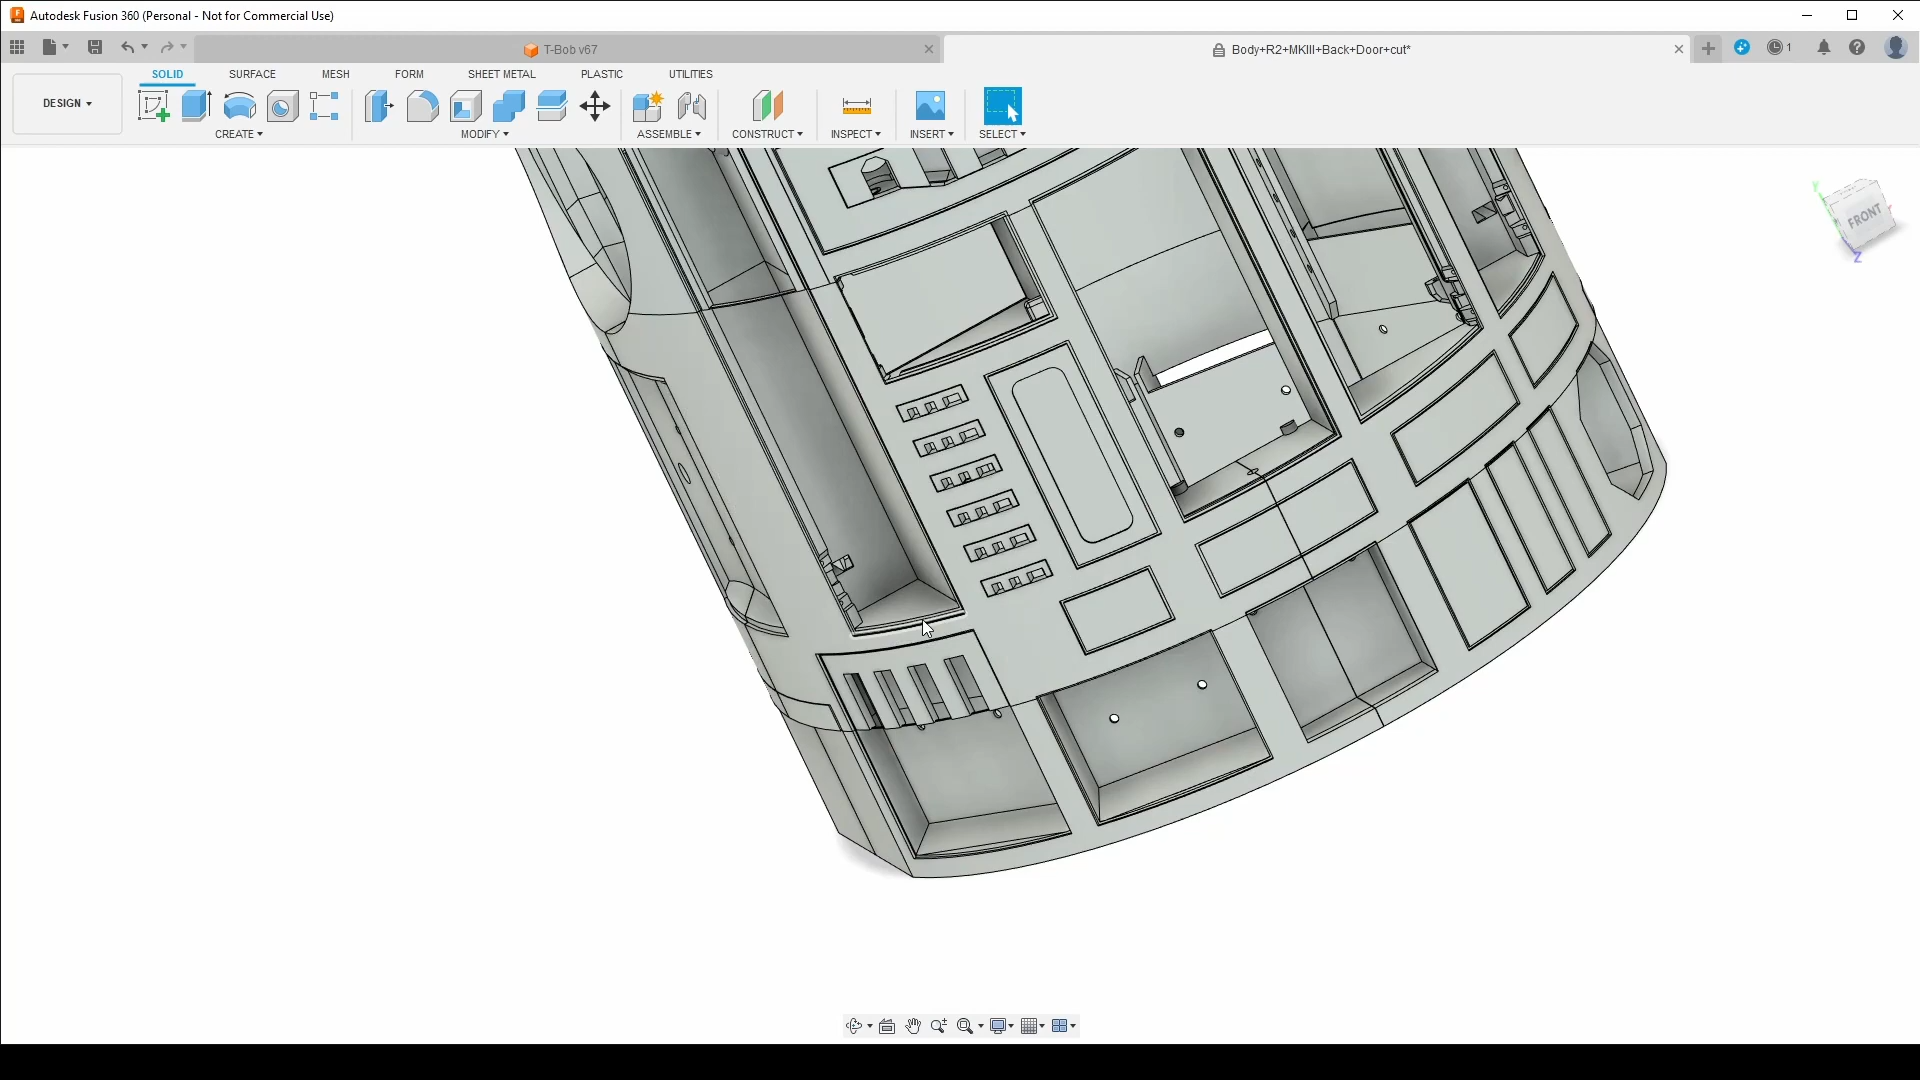 Autodesk Fusion 360 (Personal - Not for Commercial Use)
T-Bob v67
Body+R2+MKIII+Back+Door+cut*
1
SOLID SURFACE MESH FORM SHEET METAL PLASTIC UTILITIES
DESIGN
CREATE MODIFY ASSEMBLE CONSTRUCT INSPECT INSERT SELECT
Y
FRONT
Z